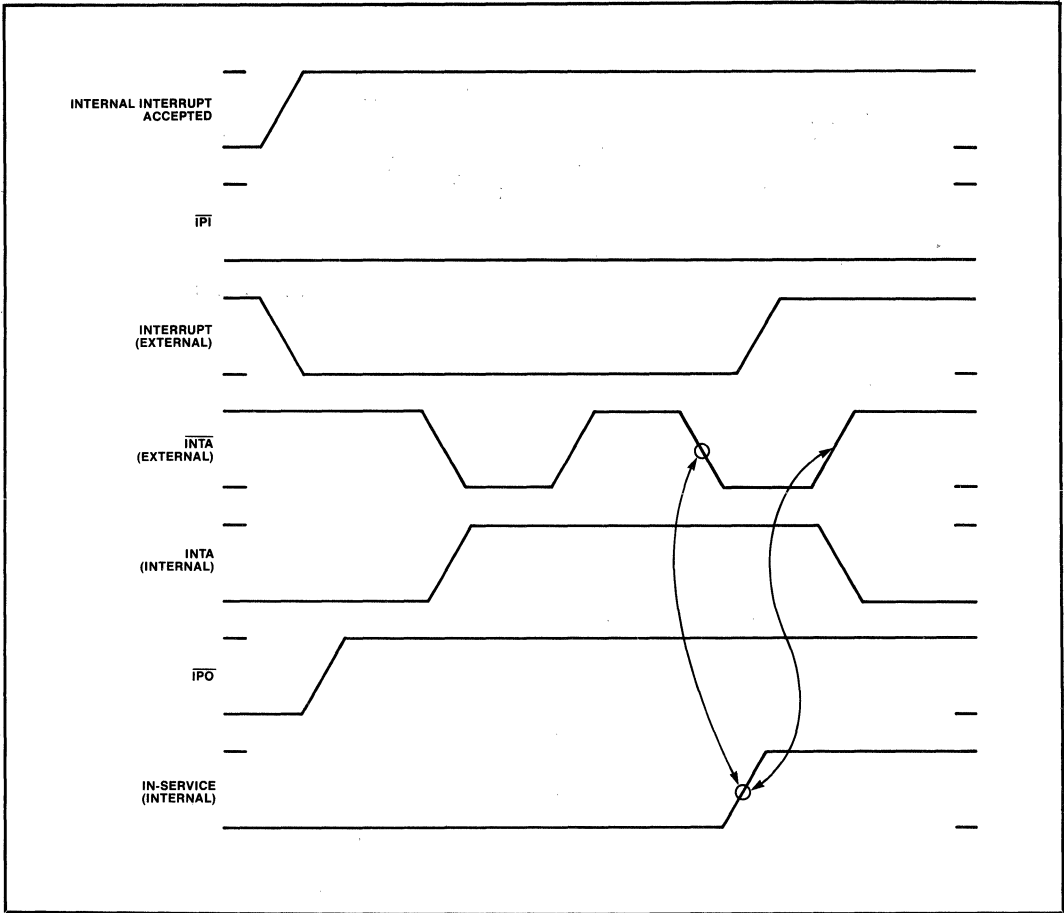 INTERNAL INTERRUPT
ACCEPTED
IPI
INTERRUPT
(EXTERNAL)
INTA
(EXTERNAL)
INTA
(INTERNAL)
IPO
IN-SERVICE
(INTERNAL)